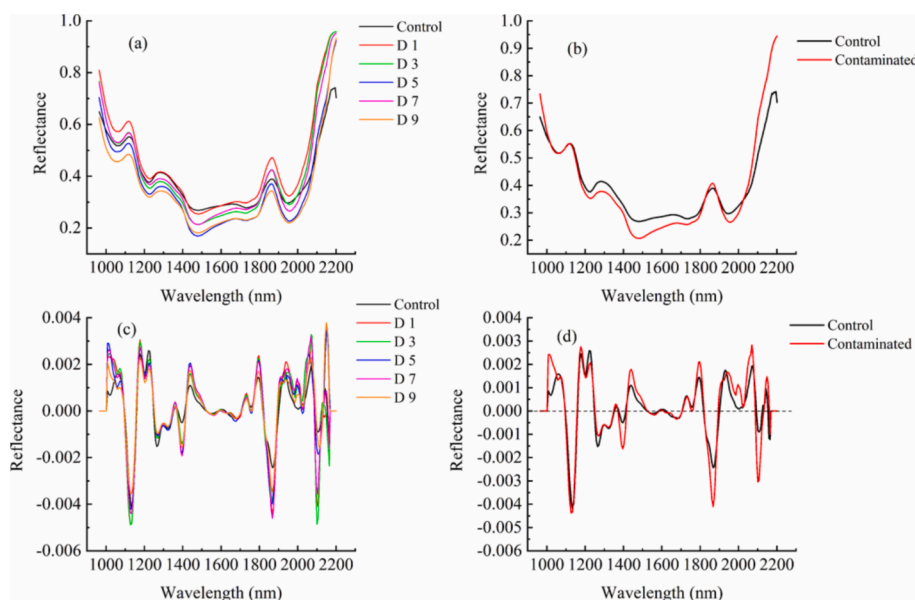 (a)
Control
D 1
D 3
D 5
D 7
D 9
1.0
0.8
0.6
0.4
0.2
Reflectance
1000 1200 1400 1600 1800 2000 2200
Wavelength (nm)
(b)
Control
Contaminated
1.0
0.9
0.8
0.7
0.6
0.5
0.4
0.3
0.2
Reflectance
1000 1200 1400 1600 1800 2000 2200
Wavelength (nm)
(c)
Control
D 1
D 3
D 5
D 7
D 9
0.004
0.002
0.000
-0.002
-0.004
-0.006
Reflectance
1000 1200 1400 1600 1800 2000 2200
Wavelength (nm)
(d)
Control
Contaminated
0.004
0.003
0.002
0.001
0.000
-0.001
-0.002
-0.003
-0.004
-0.005
-0.006
Reflectance
1000 1200 1400 1600 1800 2000 2200
Wavelength (nm)